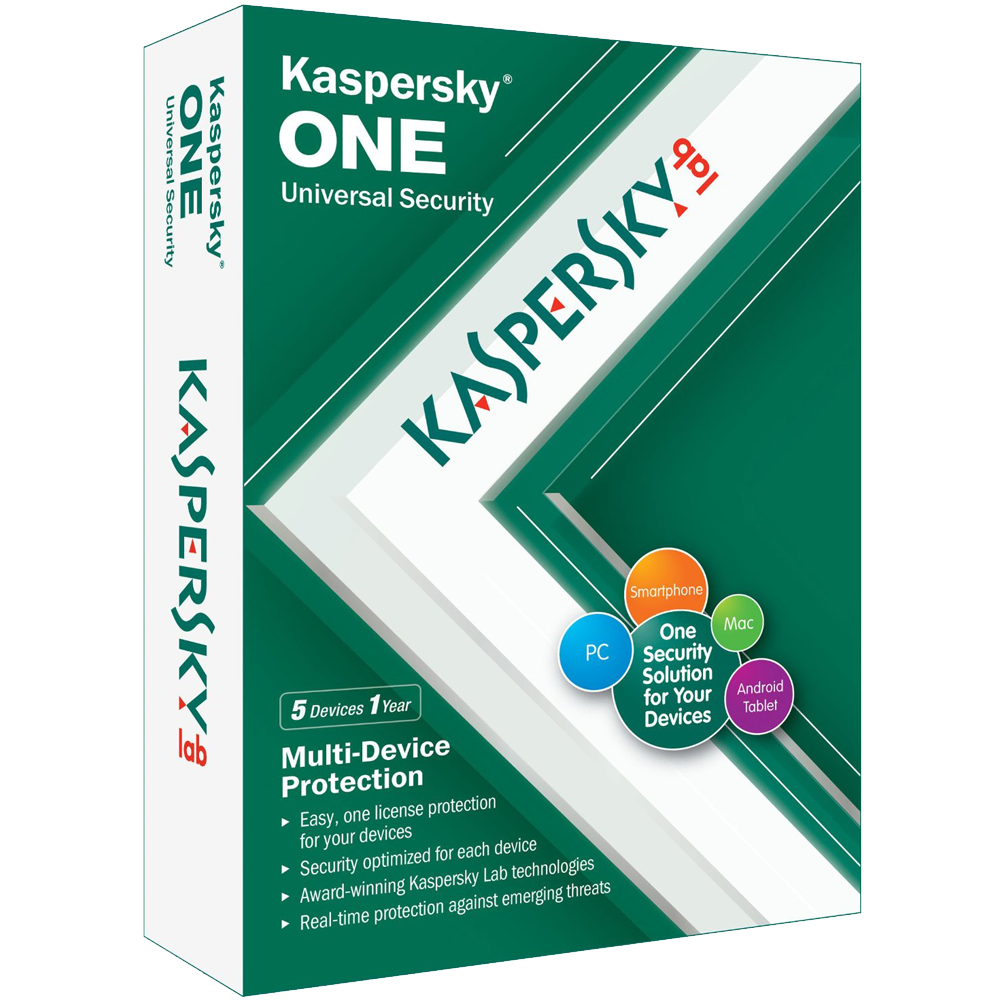 Kaspersky®
ONE
Universal Security
KASPERSKY lab
Kaspersky®
ONE
Universal Security
KASPERSKY lab
Smartphone
PC
Mac
One
Security
Solution
for Your
Devices
Android
Tablet
5 Devices 1 Year
Multi-Device
Protection
▸ Easy, one license protection
for your devices
▸ Security optimized for each device
▸ Award-winning Kaspersky Lab technologies
▸ Real-time protection against emerging threats